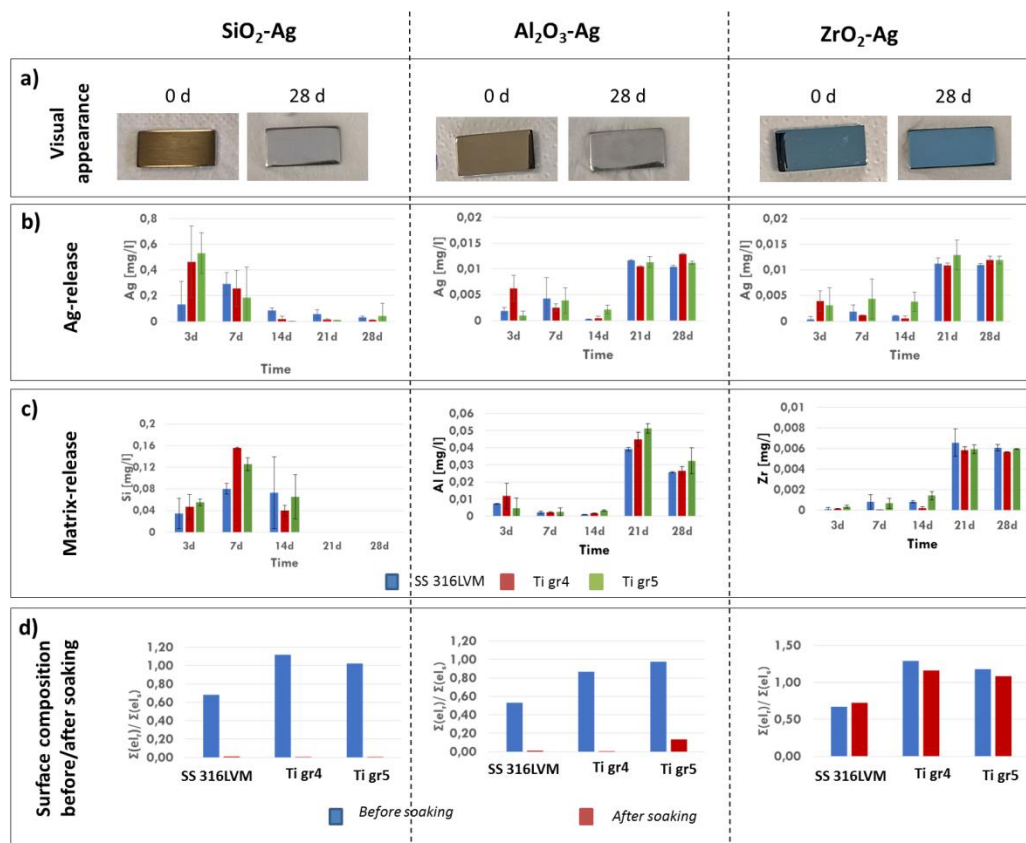 SiO₂-Ag
Al₂O₃-Ag
ZrO₂-Ag
a)
Visual
appearance
0 d
28 d
0 d
28 d
0 d
28 d
b)
Ag-release
Ag [mg/l]
0,8
0,6
0,4
0,2
0
3d 7d 14d 21d 28d
Time
Ag [mg/l]
0,02
0,015
0,01
0,005
0
3d 7d 14d 21d 28d
Time
Ag [mg/l]
0,02
0,015
0,01
0,005
0
3d 7d 14d 21d 28d
Time
c)
Matrix-release
Si [mg/l]
0,2
0,16
0,12
0,08
0,04
0
3d 7d 14d 21d 28d
Time
Al [mg/l]
0,06
0,05
0,04
0,03
0,02
0,01
0
3d 7d 14d 21d 28d
Time
Zr [mg/]
0,01
0,008
0,006
0,004
0,002
0
3d 7d 14d 21d 28d
Time
SS 316LVM Ti gr4 Ti gr5
d)
Surface composition
before/after soaking
1,20
1,00
0,80
0,60
0,40
0,20
0,00
SS 316LVM Ti gr4 Ti gr5
1,20
1,00
0,80
0,60
0,40
0,20
0,00
SS 316LVM Ti gr4 Ti gr5
1,50
1,00
0,50
0,00
SS 316LVM Ti gr4 Ti gr5
Before soaking
After soaking